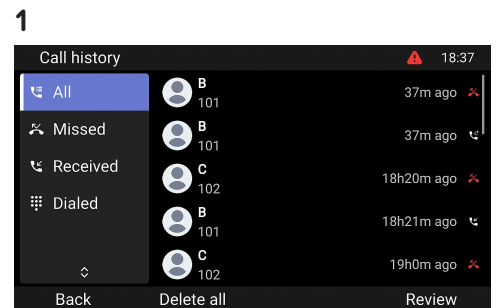 1
Call history 18:37
All
Missed
Received
Dialed
B
101
37m ago
B
101
37m ago
C
102
18h20m ago
B
101
18h21m ago
C
102
19h0m ago
Back Delete all Review